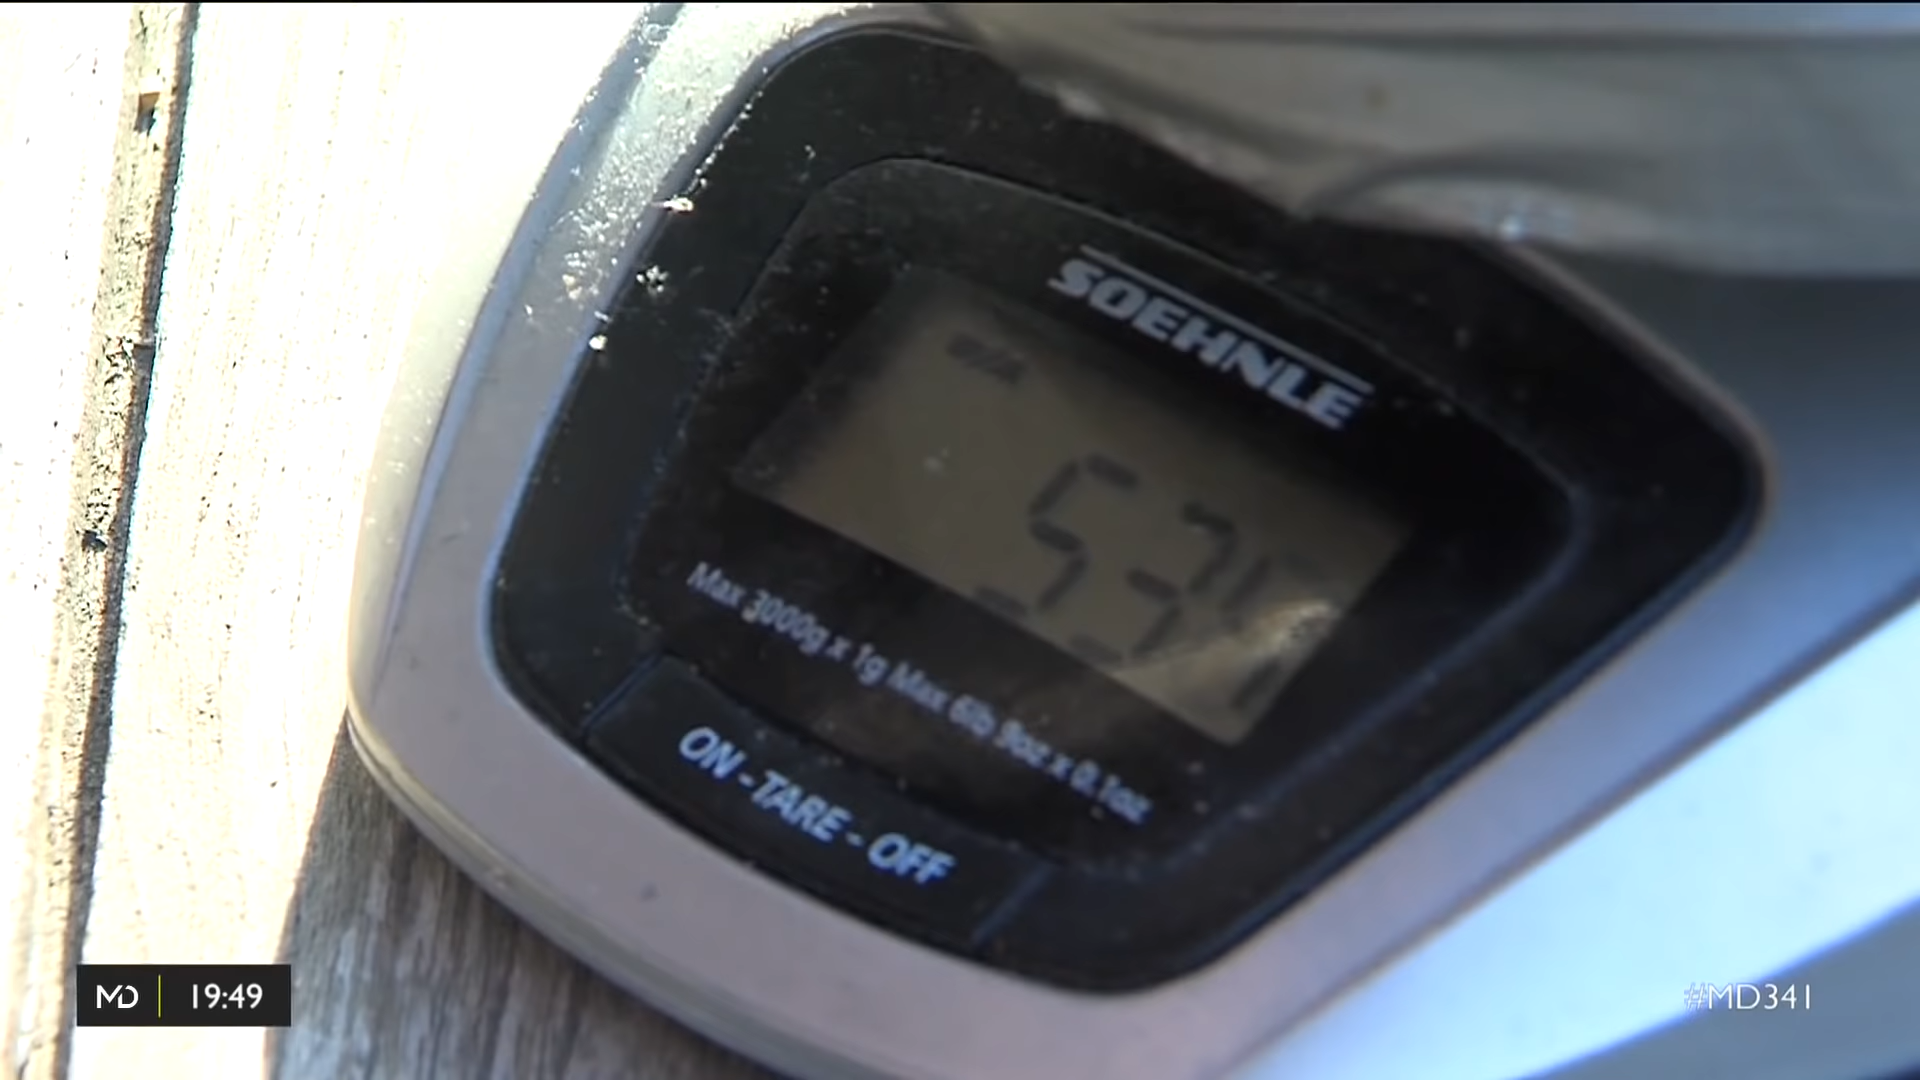 SOEHNLE
Max 3000g x 1g Max 6lb 9oz x 0.1oz
ON - TARE - OFF
MD 19:49
#MD341